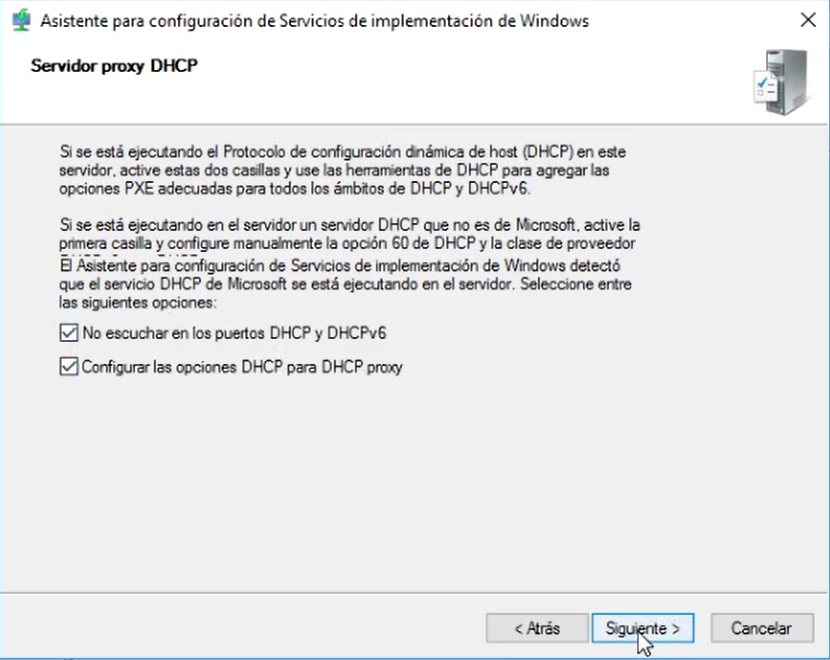 Asistente para configuración de Servicios de implementación de Windows
Servidor proxy DHCP
Si se está ejecutando el Protocolo de configuración dinámica de host (DHCP) en este
servidor, active estas dos casillas y use las herramientas de DHCP para agregar las
opciones PXE adecuadas para todos los ámbitos de DHCP y DHCPv6.
Si se está ejecutando en el servidor un servidor DHCP que no es de Microsoft, active la
primera casilla y configure manualmente la opción 60 de DHCP y la clase de proveedor
El Asistente para configuración de Servicios de implementación de Windows detectó
que el servicio DHCP de Microsoft se está ejecutando en el servidor. Seleccione entre
las siguientes opciones:
No escuchar en los puertos DHCP y DHCPv6
Configurar las opciones DHCP para DHCP proxy
< Atrás
Siguiente >
Cancelar